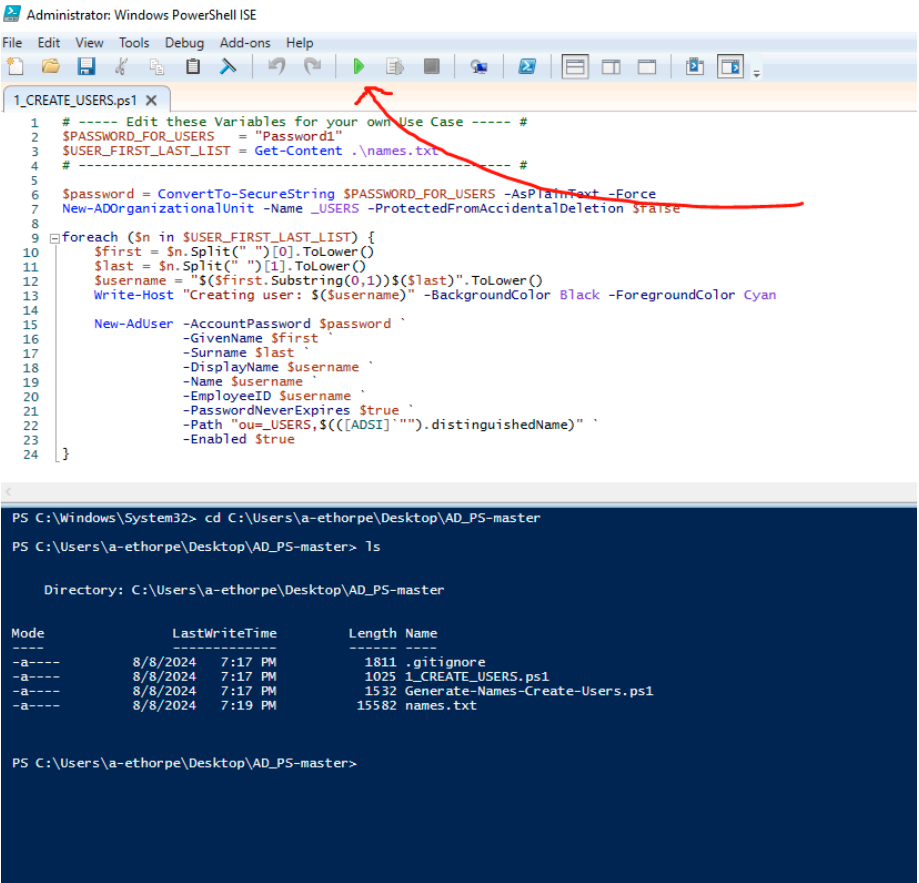 Administrator: Windows PowerShell ISE
File Edit View Tools Debug Add-ons Help
1_CREATE_USERS.ps1 X
1 # ----- Edit these Variables for your own Use Case ----- #
2 $PASSWORD_FOR_USERS   = "Password1"
3 $USER_FIRST_LAST_LIST = Get-Content .\names.txt
4 # ------------------------------------------------------ #
5
6 $password = ConvertTo-SecureString $PASSWORD_FOR_USERS -AsPlainText -Force
7 New-ADOrganizationalUnit -Name _USERS -ProtectedFromAccidentalDeletion $false
8
9 foreach ($n in $USER_FIRST_LAST_LIST) {
10     $first = $n.Split(" ")[0].ToLower()
11     $last = $n.Split(" ")[1].ToLower()
12     $username = "$($first.Substring(0,1))$($last)".ToLower()
13     Write-Host "Creating user: $($username)" -BackgroundColor Black -ForegroundColor Cyan
14
15     New-AdUser -AccountPassword $password `
16                -GivenName $first `
17                -Surname $last `
18                -DisplayName $username `
19                -Name $username `
20                -EmployeeID $username `
21                -PasswordNeverExpires $true `
22                -Path "ou=_USERS,$(([ADSI]`"").distinguishedName)" `
23                -Enabled $true
24 }
PS C:\Windows\System32> cd C:\Users\a-ethorpe\Desktop\AD_PS-master
PS C:\Users\a-ethorpe\Desktop\AD_PS-master> ls
Directory: C:\Users\a-ethorpe\Desktop\AD_PS-master
Mode                LastWriteTime         Length Name
----                -------------         ------ ----
-a----         8/8/2024   7:17 PM           1811 .gitignore
-a----         8/8/2024   7:17 PM           1025 1_CREATE_USERS.ps1
-a----         8/8/2024   7:17 PM           1532 Generate-Names-Create-Users.ps1
-a----         8/8/2024   7:19 PM          15582 names.txt
PS C:\Users\a-ethorpe\Desktop\AD_PS-master>